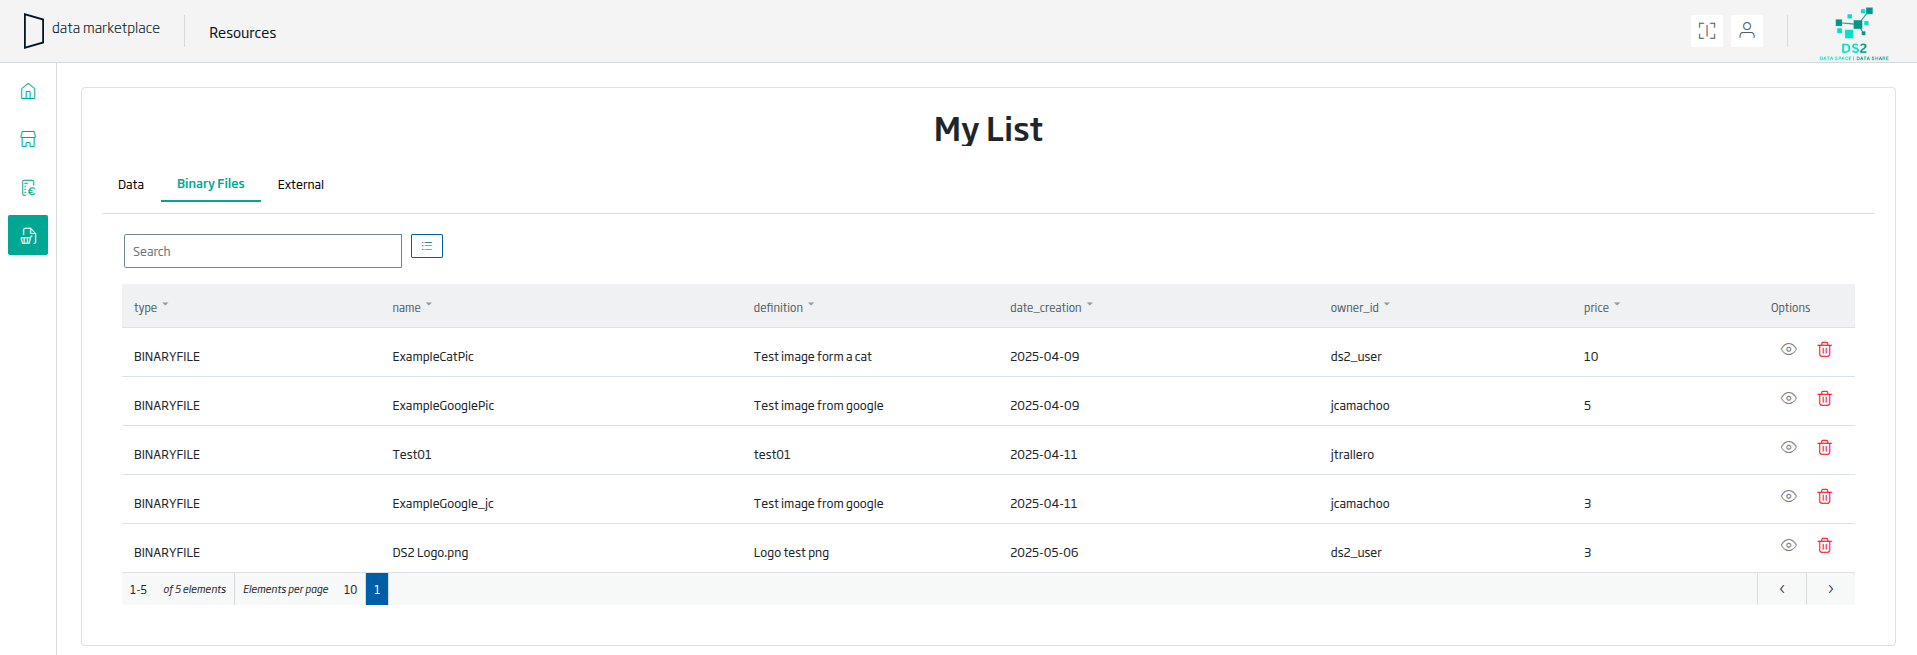 data marketplace
Resources
DS2
DATA SPACE | DATA SHARE
My List
Data Binary Files External
Search
type name definition date_creation owner_id price Options
BINARYFILE ExampleCatPic Test image form a cat 2025-04-09 ds2_user 10
BINARYFILE ExampleGooglePic Test image from google 2025-04-09 jcamachoo 5
BINARYFILE Test01 test01 2025-04-11 jtrallero
BINARYFILE ExampleGoogle_jc Test image from google 2025-04-11 jcamachoo 3
BINARYFILE DS2 Logo.png Logo test png 2025-05-06 ds2_user 3
1-5 of 5 elements Elements per page 10 1